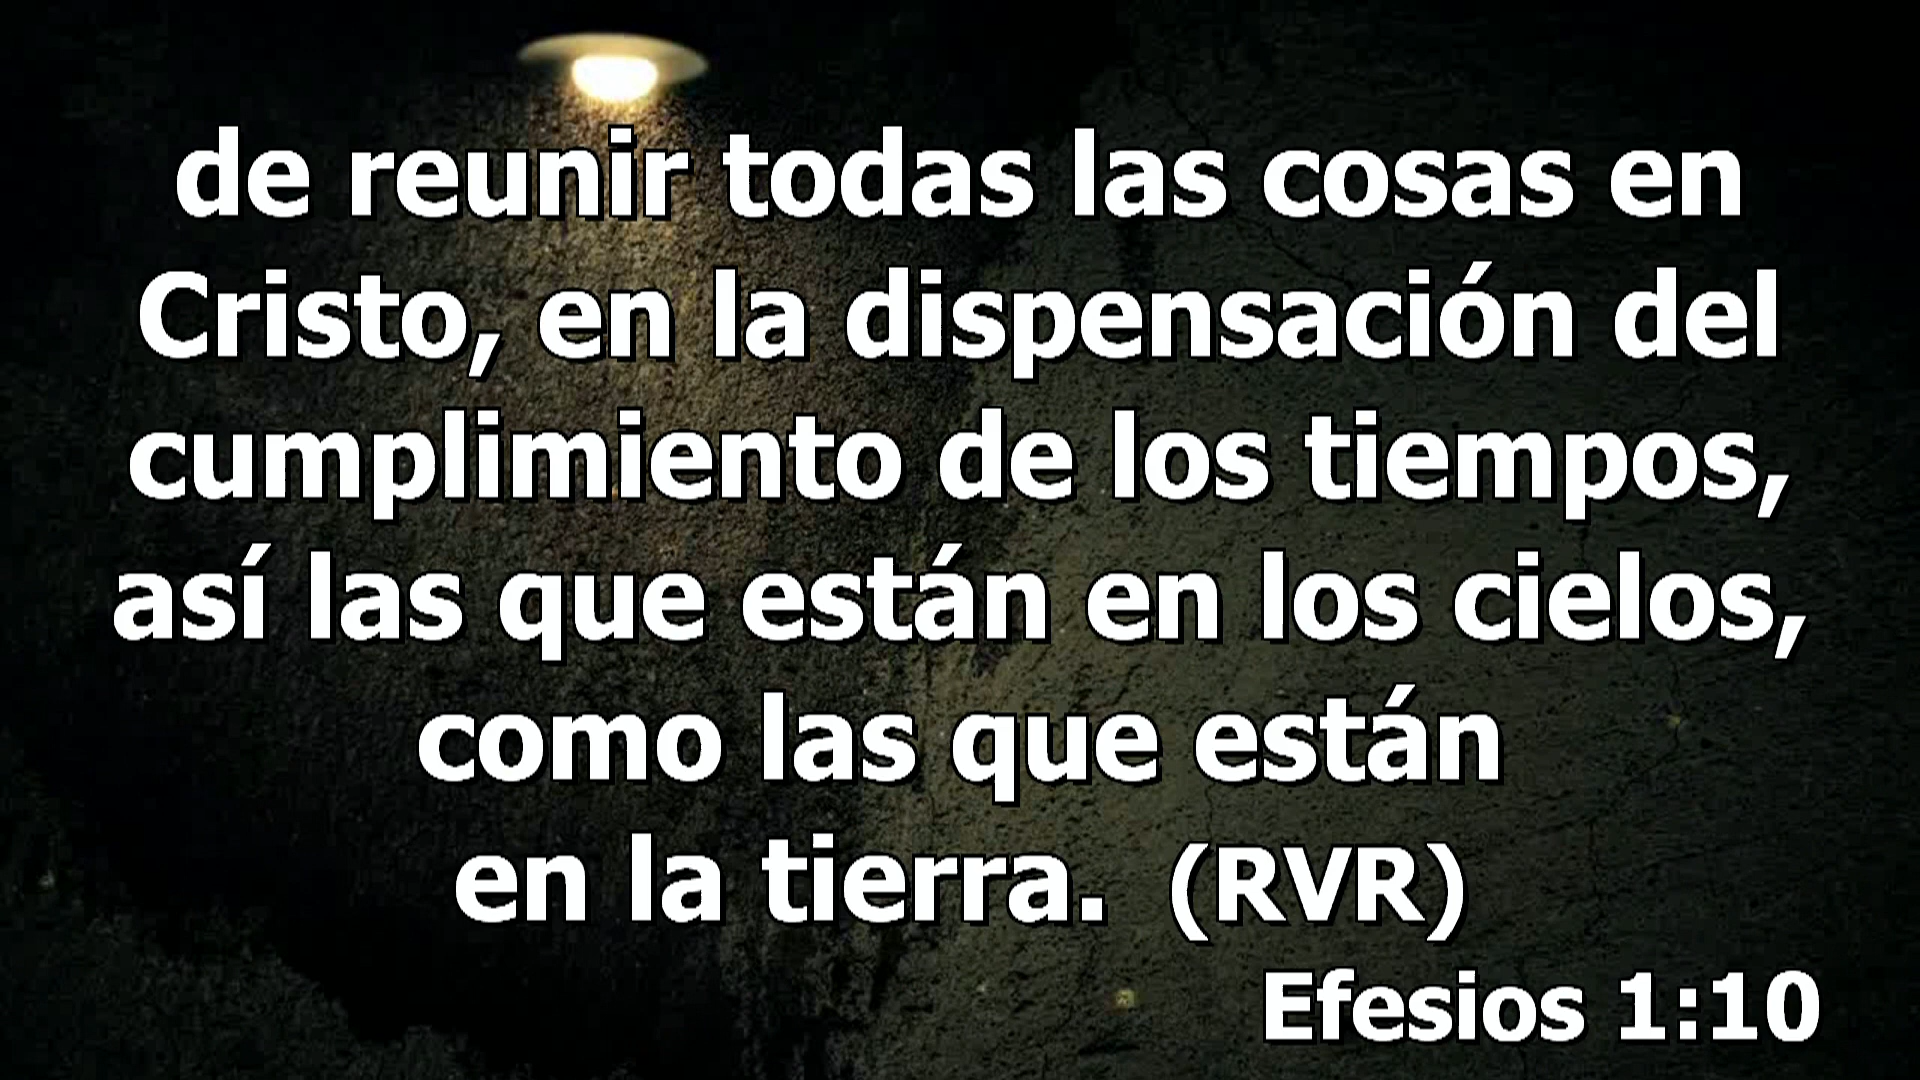 de reunir todas las cosas en
Cristo, en la dispensación del
cumplimiento de los tiempos,
así las que están en los cielos,
como las que están
en la tierra.  (RVR)
Efesios 1:10